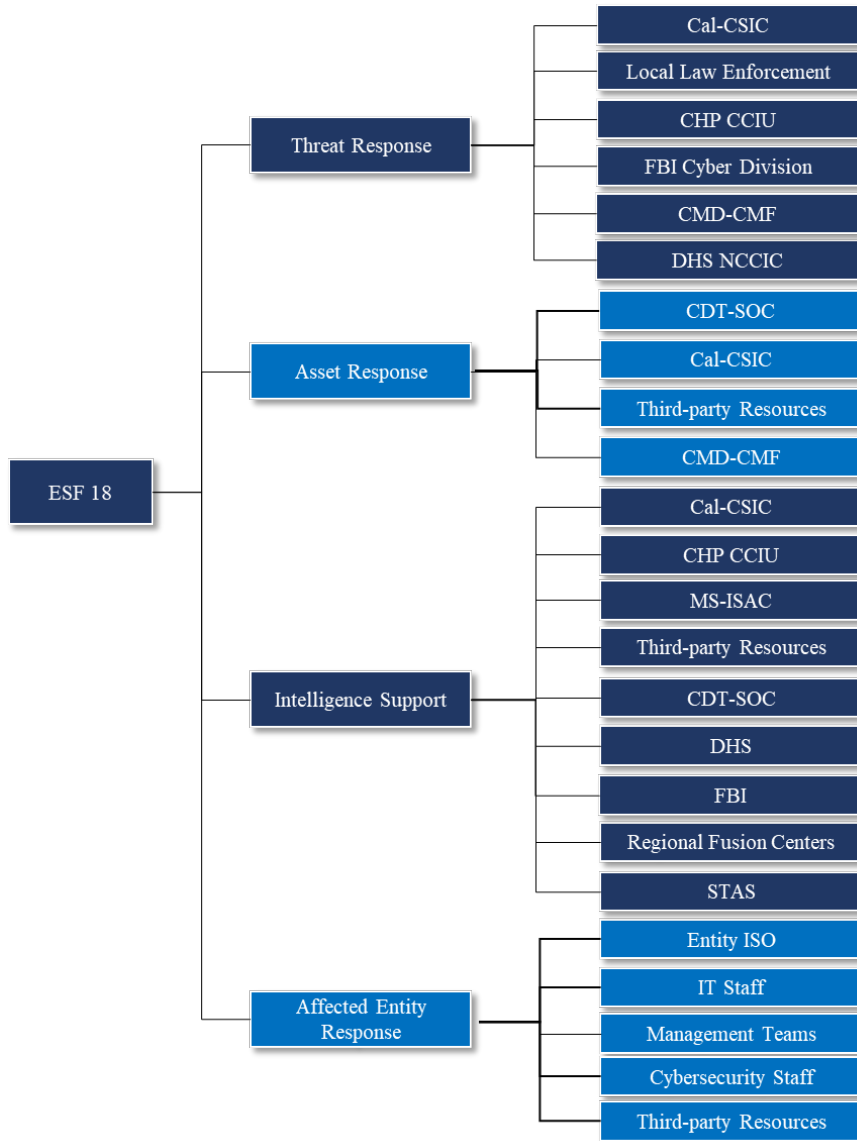 ESF 18
Threat Response
Cal-CSIC
Local Law Enforcement
CHP CCIU
FBI Cyber Division
CMD-CMF
DHS NCCIC
Asset Response
CDT-SOC
Cal-CSIC
Third-party Resources
CMD-CMF
Intelligence Support
Cal-CSIC
CHP CCIU
MS-ISAC
Third-party Resources
CDT-SOC
DHS
FBI
Regional Fusion Centers
STAS
Affected Entity
Response
Entity ISO
IT Staff
Management Teams
Cybersecurity Staff
Third-party Resources